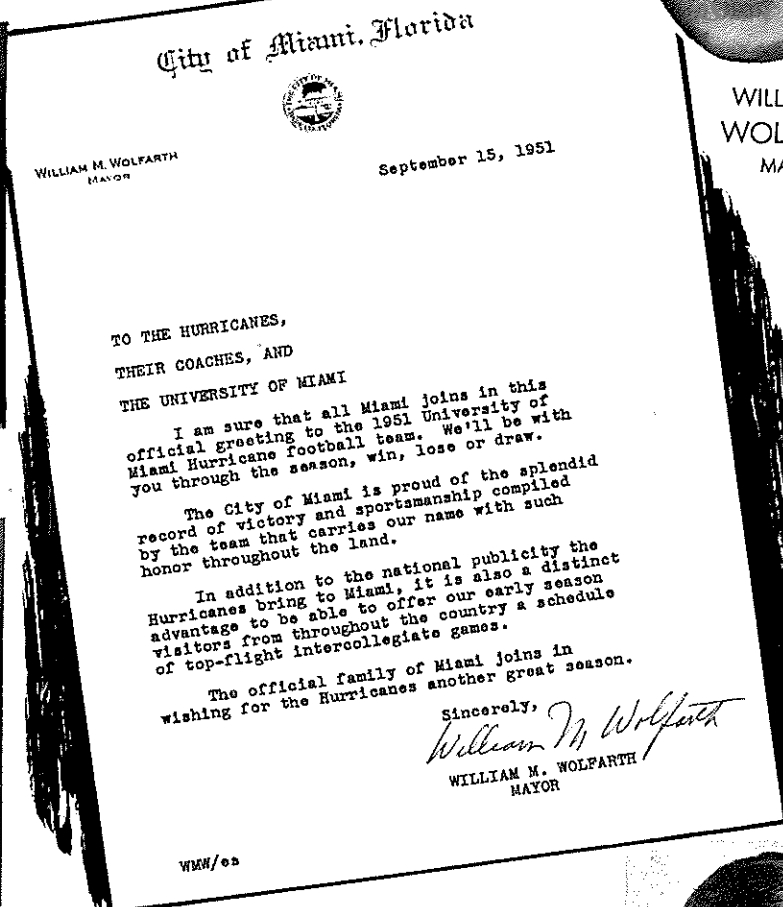 City of Miami, Florida
WILLIAM M. WOLFARTH
MAYOR
September 15, 1951
TO THE HURRICANES,
THEIR COACHES, AND
THE UNIVERSITY OF MIAMI
I am sure that all Miami joins in this
official greeting to the 1951 University of
Miami Hurricane football team. We'll be with
you through the season, win, lose or draw.
The City of Miami is proud of the splendid
record of victory and sportsmanship compiled
by the team that carries our name with such
honor throughout the land.
In addition to the national publicity the
Hurricanes bring to Miami, it is also a distinct
advantage to be able to offer our early season
visitors from throughout the country a schedule
of top-flight intercollegiate games.
The official family of Miami joins in
wishing for the Hurricanes another great season.
Sincerely,
William M Wolfarth
WILLIAM M. WOLFARTH
MAYOR
WMW/es
WILL
WOL
MA